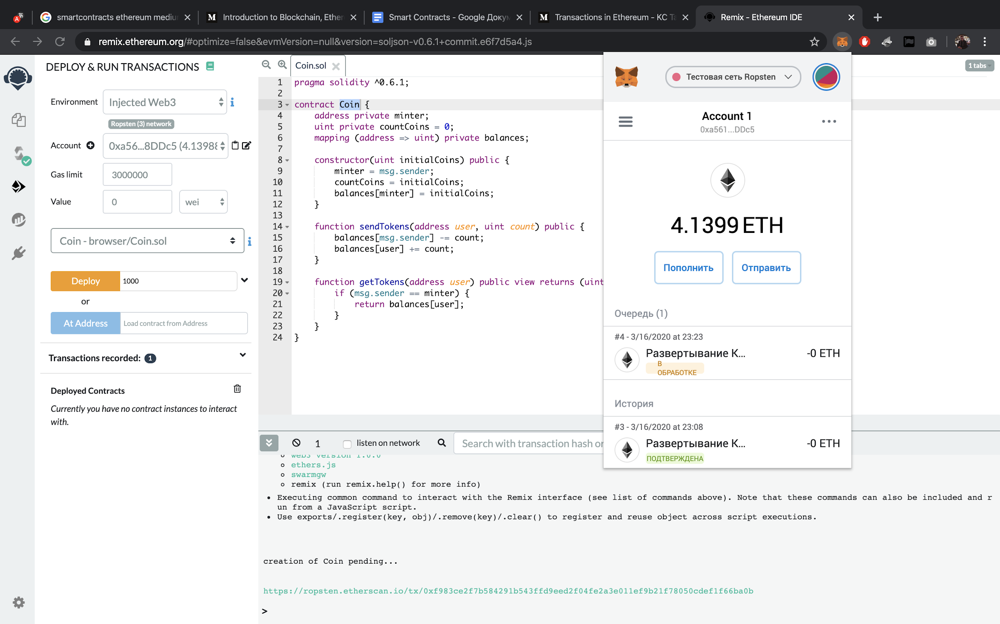 smartcontracts ethereum mediu
Introduction to Blockchain, Ether
Smart Contracts - Google Докум
Transactions in Ethereum - KC Ta
Remix - Ethereum IDE
remix.ethereum.org/#optimize=false&evmVersion=null&version=soljson-v0.6.1+commit.e6f7d5a4.js
DEPLOY & RUN TRANSACTIONS
Environment
Injected Web3
Ropsten (3) network
Account
0xa56...8DDc5 (4.13988
Gas limit
3000000
Value
0
wei
Coin - browser/Coin.sol
Deploy
1000
or
At Address
Load contract from Address
Transactions recorded: 1
Deployed Contracts
Currently you have no contract instances to interact
with.
Coin.sol
1 tabs
1 pragma solidity ^0.6.1;
2
3 contract Coin {
4 address private minter;
5 uint private countCoins = 0;
6 mapping (address => uint) private balances;
7
8 constructor(uint initialCoins) public {
9 minter = msg.sender;
10 countCoins = initialCoins;
11 balances[minter] = initialCoins;
12 }
13
14 function sendTokens(address user, uint count) public {
15 balances[msg.sender] -= count;
16 balances[user] += count;
17 }
18
19 function getTokens(address user) public view returns (uint
20 if (msg.sender == minter) {
21 return balances[user];
22 }
23 }
24 }
Тестовая сеть Ropsten
Account 1
0xa561...DDc5
4.1399 ETH
Пополнить
Отправить
Очередь (1)
#4 - 3/16/2020 at 23:23
Развертывание К...
-0 ETH
В
ОБРАБОТКЕ
История
#3 - 3/16/2020 at 23:08
Развертывание К...
-0 ETH
ПОДТВЕРЖДЕНА
1
listen on network
Search with transaction hash or
web3 version 1.0.0
ethers.js
swarmgw
remix (run remix.help() for more info)
Executing common command to interact with the Remix interface (see list of commands above). Note that these commands can also be included and r
un from a JavaScript script.
Use exports/.register(key, obj)/.remove(key)/.clear() to register and reuse object across script executions.
creation of Coin pending...
https://ropsten.etherscan.io/tx/0xf983ce2f7b584291b543ffd9eed2f04fe2a3e011ef9b21f78050cdef1f66ba0b
>